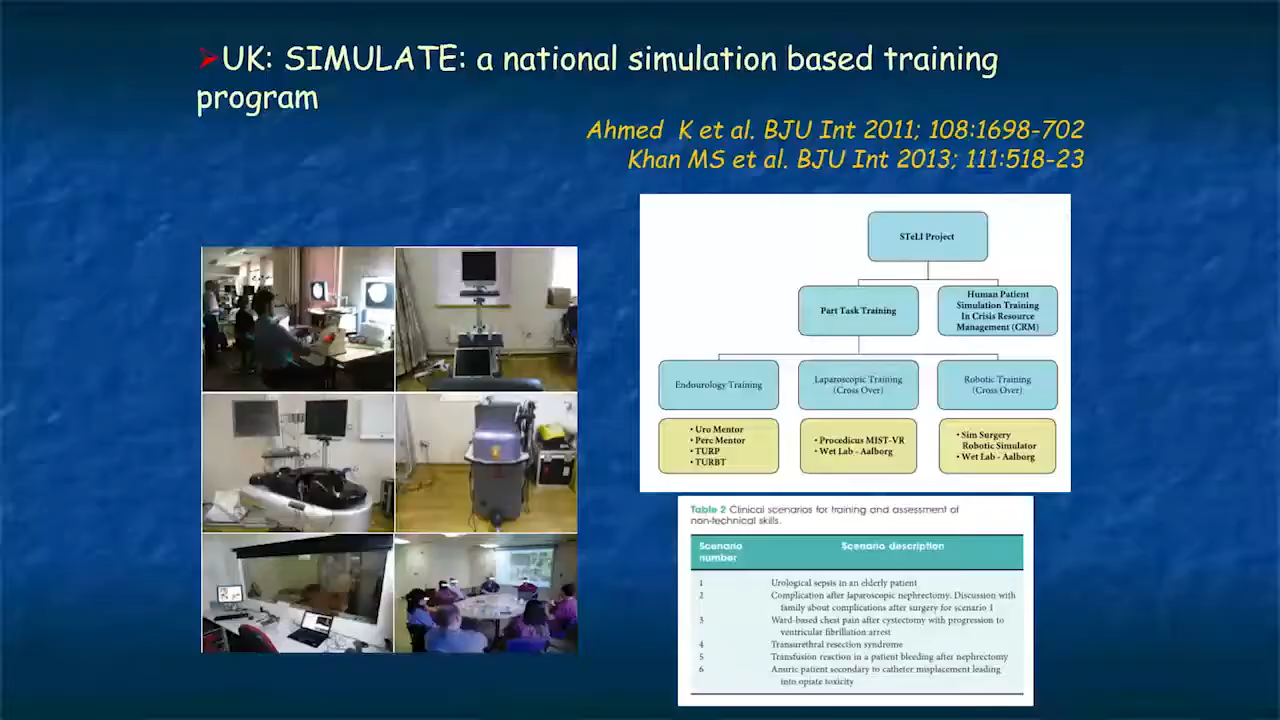 ➢UK: SIMULATE: a national simulation based training
program
Ahmed K et al. BJU Int 2011; 108:1698-702
Khan MS et al. BJU Int 2013; 111:518-23
STeLI Project
Part Task Training
Human Patient
Simulation Training
In Crisis Resource
Management (CRM)
Endourology Training
Laparoscopic Training
(Cross Over)
Robotic Training
(Cross Over)
• Uro Mentor
• Perc Mentor
• TURP
• TURBT
• Procedicus MIST-VR
• Wet Lab - Aalborg
• Sim Surgery
Robotic Simulator
• Wet Lab - Aalborg
Table 2 Clinical scenarios for training and assessment of
non-technical skills.
Scenario
number
Scenario description
1 Urological sepsis in an elderly patient
2 Complication after laparoscopic nephrectomy. Discussion with
family about complications after surgery for scenario 1
3 Ward-based chest pain after cystectomy with progression to
ventricular fibrillation arrest
4 Transurethral resection syndrome
5 Transfusion reaction in a patient bleeding after nephrectomy
6 Anuric patient secondary to catheter misplacement leading
into opiate toxicity